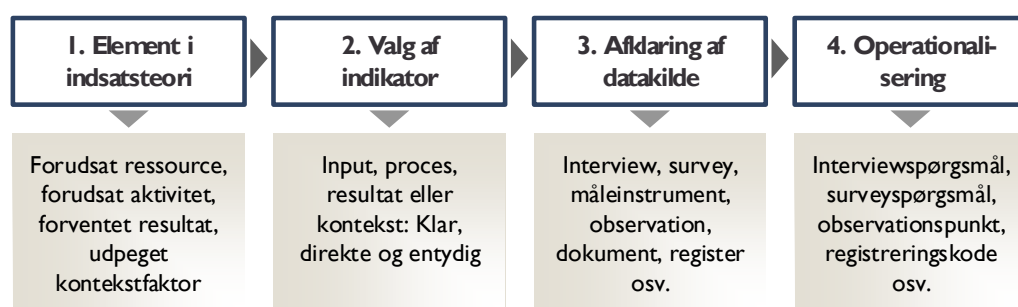 1. Element i
indsatsteori
2. Valg af
indikator
3. Afklaring af
datakilde
4. Operationali-
sering
Forudsat ressource,
forudsat aktivitet,
forventet resultat,
udpeget
kontekstfaktor
Input, proces,
resultat eller
kontekst: Klar,
direkte og entydig
Interview, survey,
måleinstrument,
observation,
dokument, register
osv.
Interviewspørgsmål,
surveyspørgsmål,
observationspunkt,
registreringskode
osv.